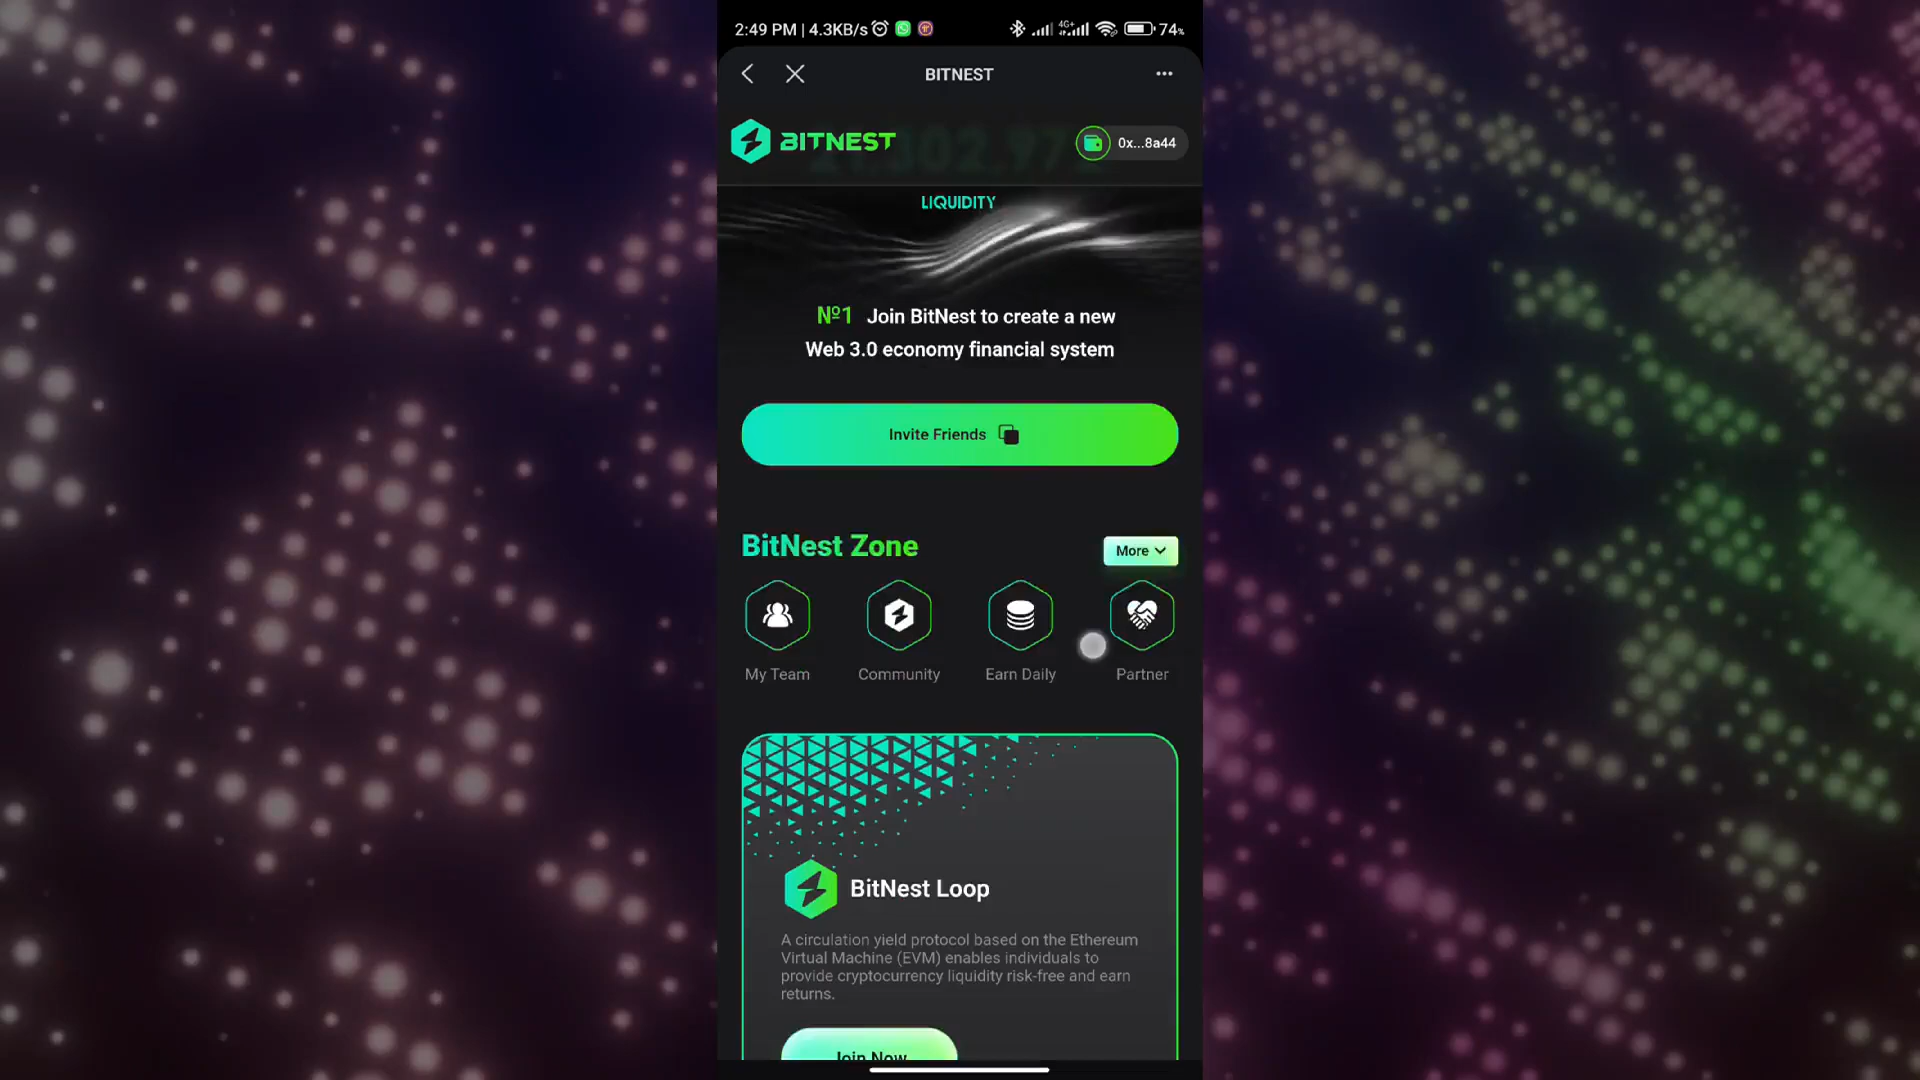 2:49 PM | 4.3KB/s 4G+ 74%
BITNEST
BITNEST 0x...8a44
LIQUIDITY
№1 Join BitNest to create a new
Web 3.0 economy financial system
Invite Friends
BitNest Zone More
My Team Community Earn Daily Partner
BitNest Loop
A circulation yield protocol based on the Ethereum
Virtual Machine (EVM) enables individuals to
provide cryptocurrency liquidity risk-free and earn
returns.
Join Now